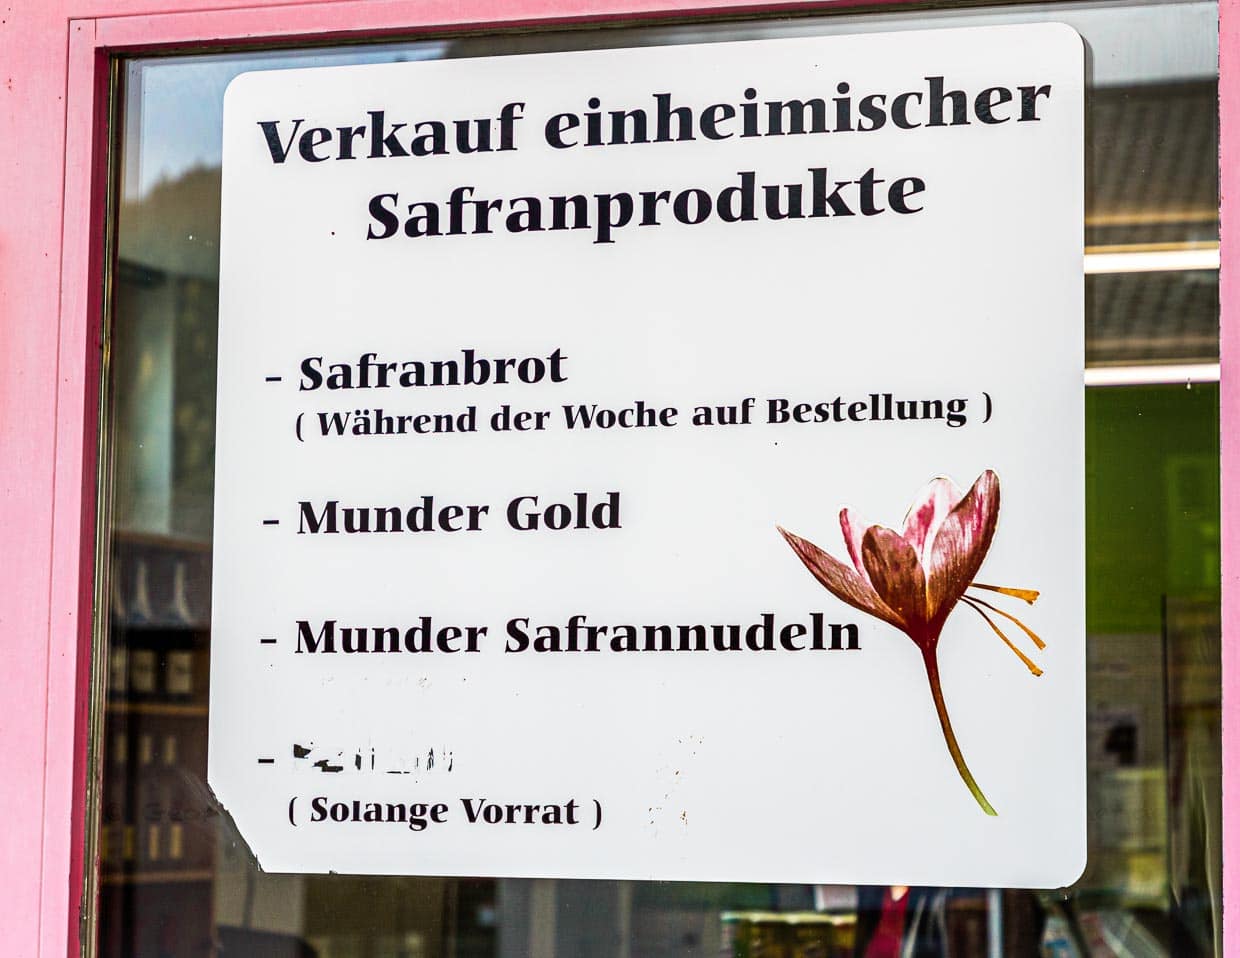 Verkauf einheimischer
Safranprodukte
- Safranbrot
( Während der Woche auf Bestellung )
- Munder Gold
- Munder Safrannudeln
-
( Solange Vorrat )